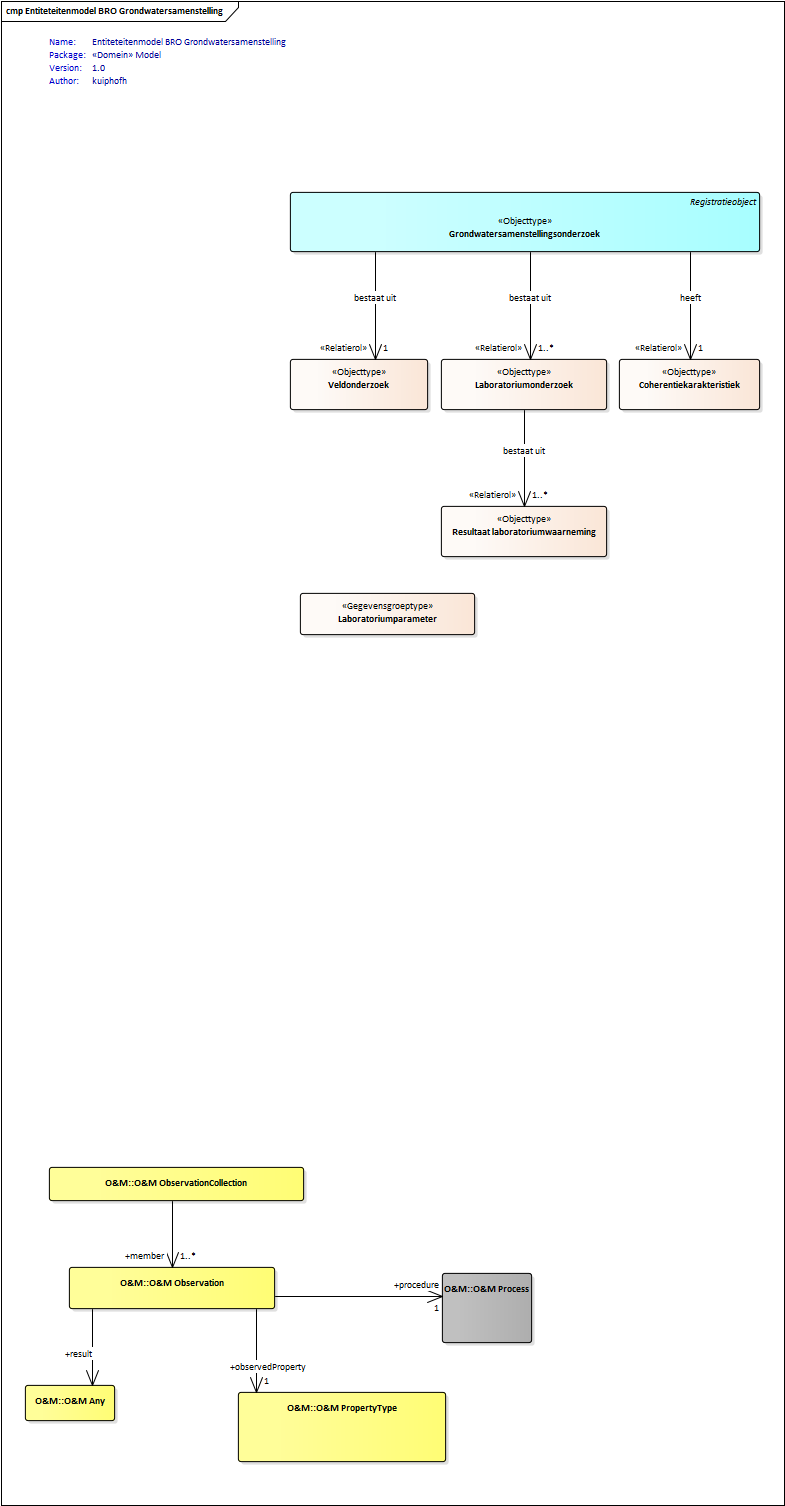 cmp Entiteitenmodel BRO Grondwatersamenstelling
Name: Entiteteitenmodel BRO Grondwatersamenstelling
Package: «Domein» Model
Version: 1.0
Author: kuiphofh
Registratieobject
«Objecttype»
Grondwatersamenstellingsonderzoek
bestaat uit
bestaat uit
heeft
«Relatierol» 1
«Relatierol» 1..*
«Relatierol» 1
«Objecttype»
Veldonderzoek
«Objecttype»
Laboratoriumonderzoek
«Objecttype»
Coherentiekarakteristiek
bestaat uit
«Relatierol» 1..*
«Objecttype»
Resultaat laboratoriumwaarneming
«Gegevensgroeptype»
Laboratoriumparameter
O&M::O&M ObservationCollection
+member 1..*
O&M::O&M Observation
+procedure
1
O&M::O&M Process
+result
+observedProperty
1
O&M::O&M Any
O&M::O&M PropertyType